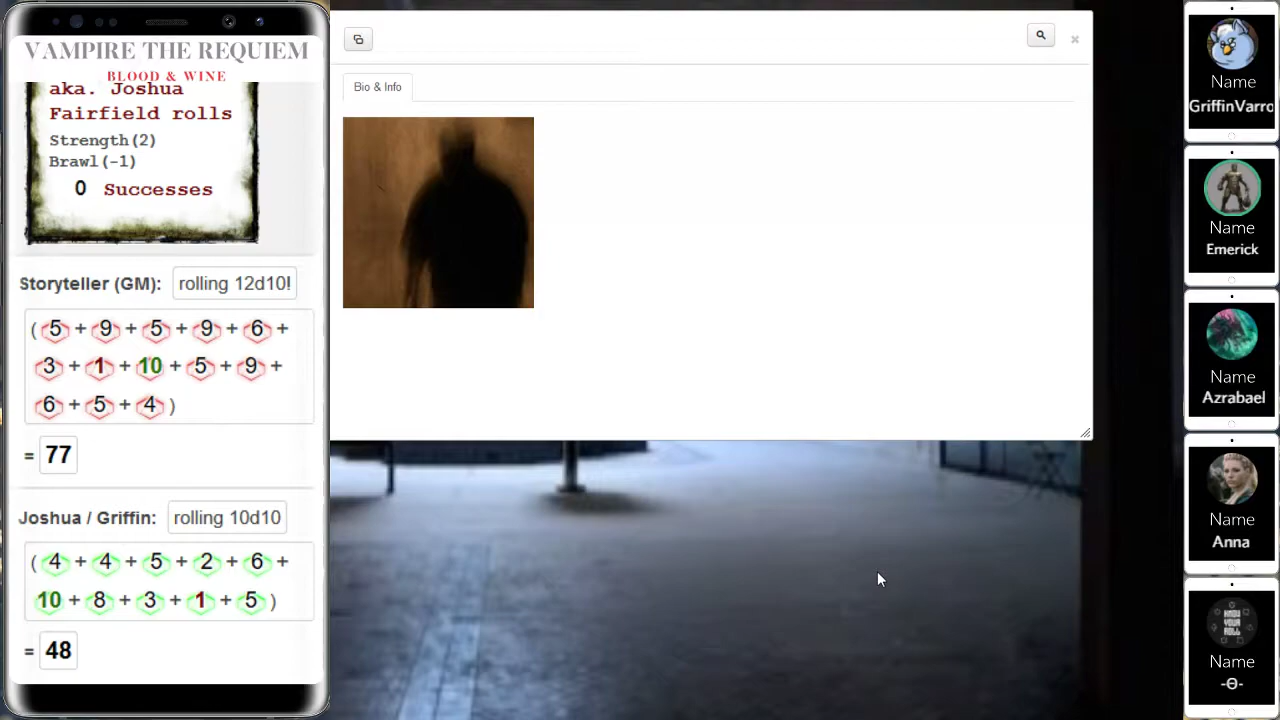 VAMPIRE THE REQUIEM
BLOOD & WINE
aka. Joshua
Fairfield rolls
Strength(2)
Brawl(-1)
0 Successes
Storyteller (GM): rolling 12d10!
(5+9+5+9+6+
3+1+10+5+9+
6+5+4)
=77
Joshua / Griffin: rolling 10d10
(4+4+5+2+6+
10+8+3+1+5)
=48
Bio & Info
Name
GriffinVarro
Name
Emerick
Name
Azrabael
Name
Anna
KNOW
YOUR
ROLL
Name
-Ɵ-